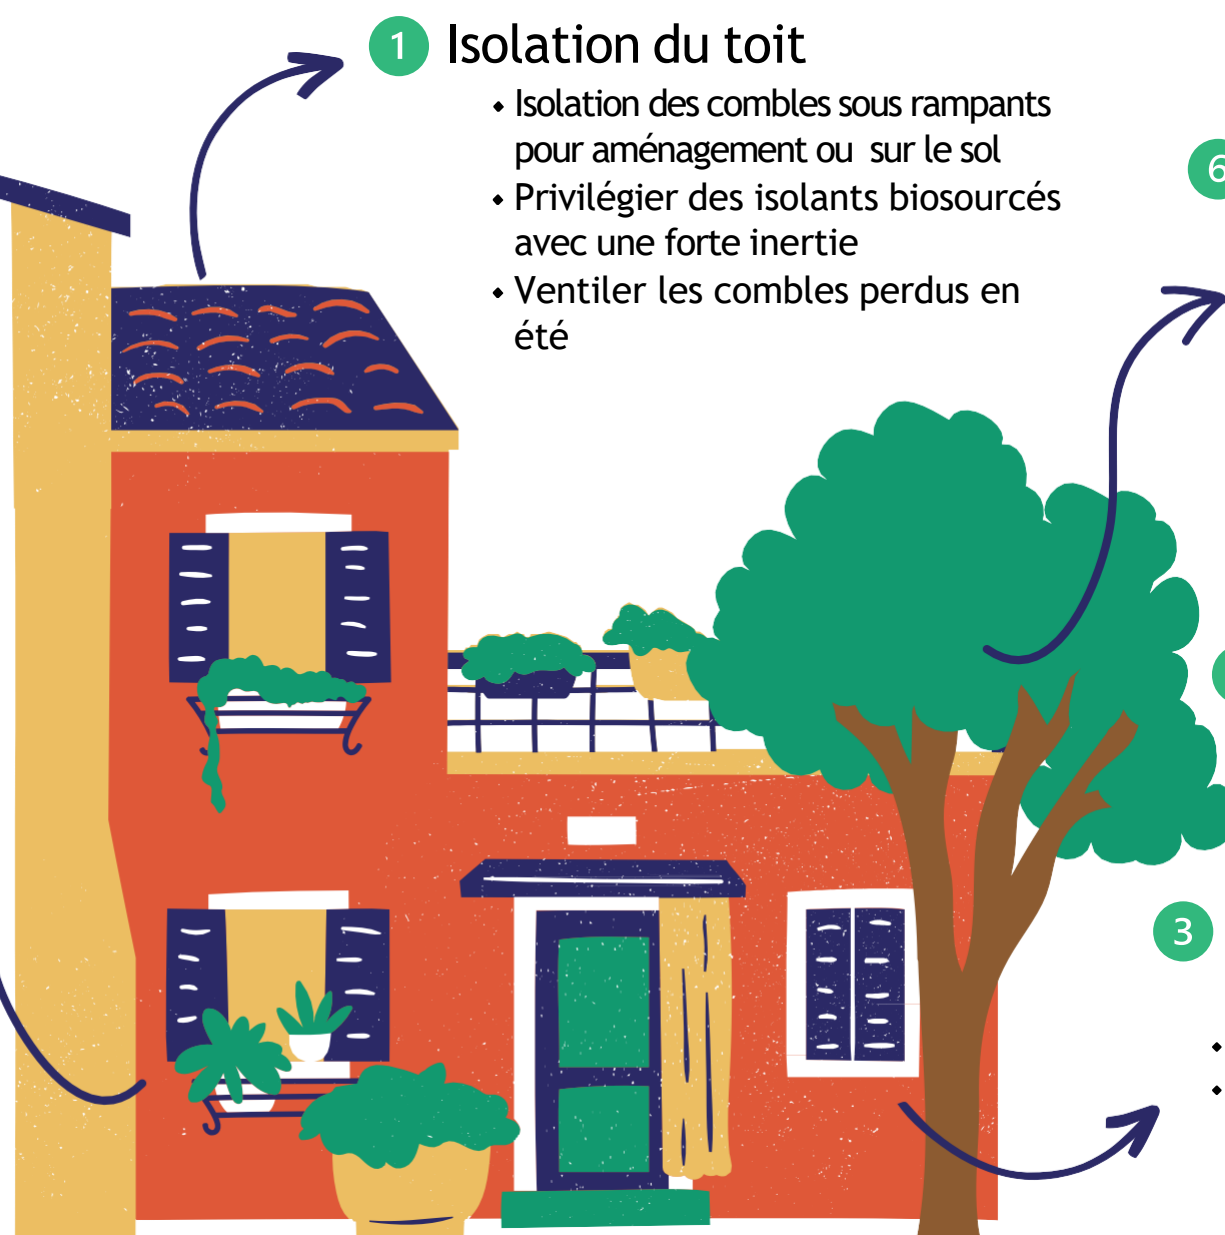 1 Isolation du toit
• Isolation des combles sous rampants
pour aménagement ou sur le sol
• Privilégier des isolants biosourcés
avec une forte inertie
• Ventiler les combles perdus en
été
6
3